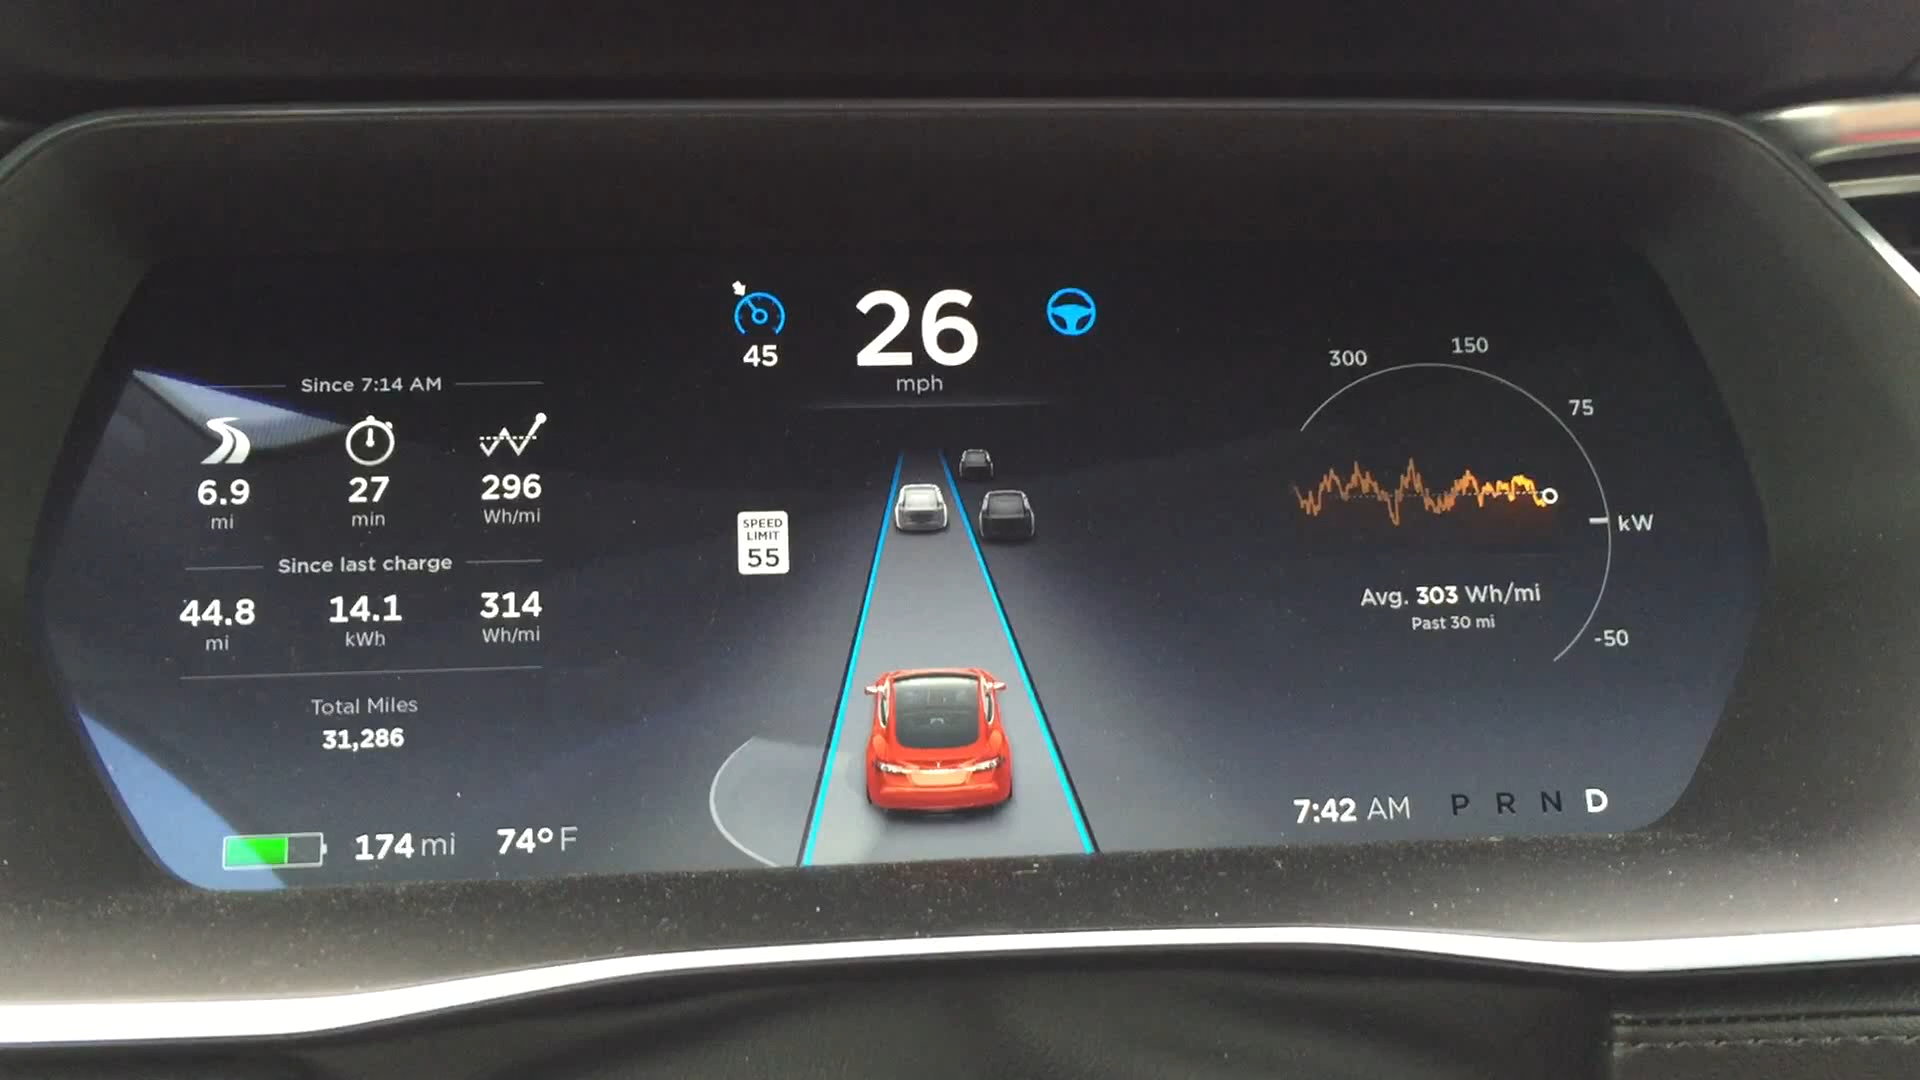 26
mph
45
Since 7:14 AM
6.9 27 296
mi min Wh/mi
Since last charge
44.8 14.1 314
mi kWh Wh/mi
Total Miles
31,286
174 mi 74°F
SPEED
LIMIT
55
300 150
75
kW
-50
Avg. 303 Wh/mi
Past 30 mi
7:42 AM P R N D